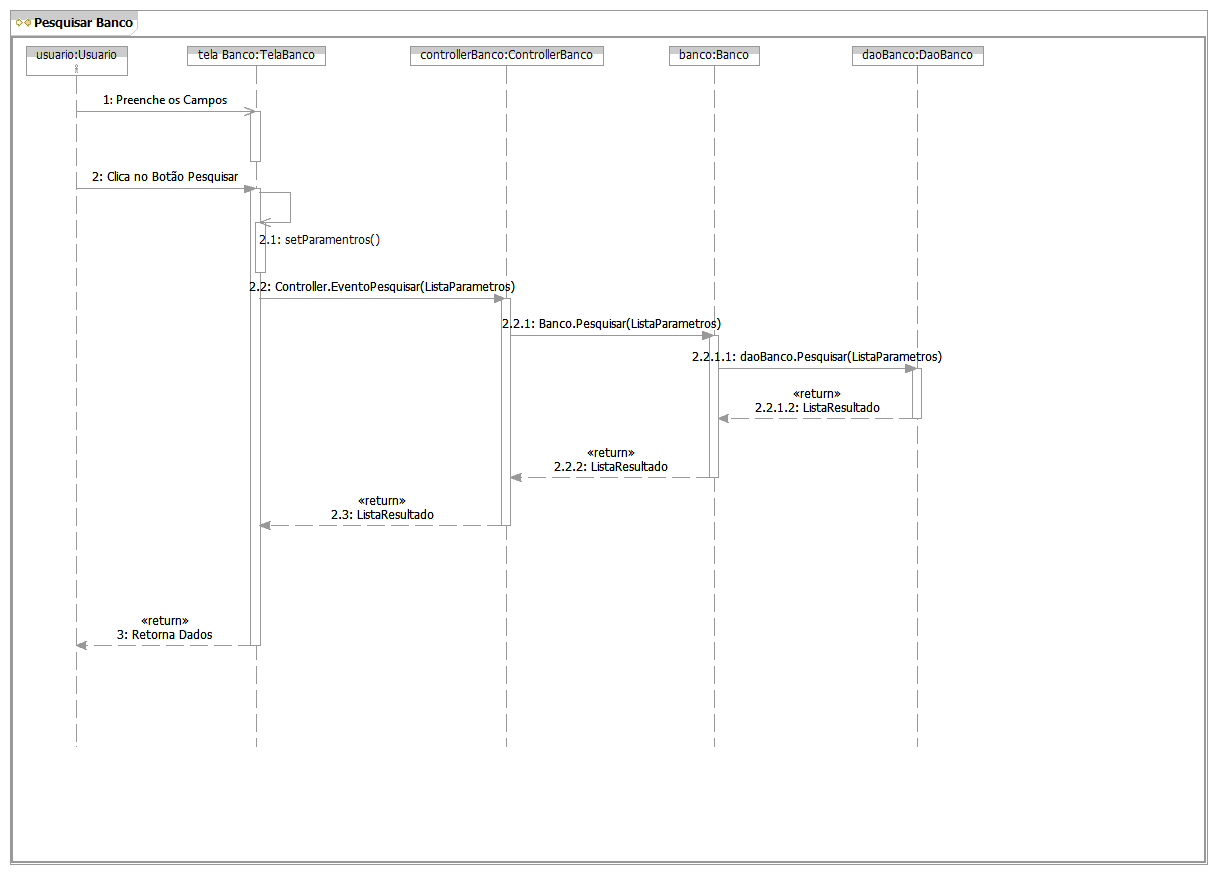 Pesquisar Banco
usuario:Usuario
tela Banco:TelaBanco
controllerBanco:ControllerBanco
banco:Banco
daoBanco:DaoBanco
1: Preenche os Campos
2: Clica no Botão Pesquisar
2.1: setParamentros()
2.2: Controller.EventoPesquisar(ListaParametros)
2.2.1: Banco.Pesquisar(ListaParametros)
2.2.1.1: daoBanco.Pesquisar(ListaParametros)
«return»
2.2.1.2: ListaResultado
«return»
2.2.2: ListaResultado
«return»
2.3: ListaResultado
«return»
3: Retorna Dados